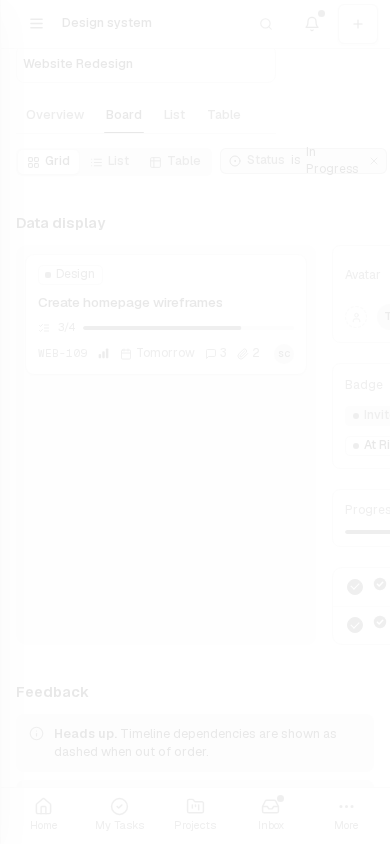 Design system
Website Redesign
Overview Board List Table
Grid List Table Status is In Progress
Data display
Design
Create homepage wireframes
3/4
WEB-109 Tomorrow 3 2
Avatar
Badge
Invit
At Ri
Progres
Feedback
Heads up. Timeline dependencies are shown as
dashed when out of order.
Home My Tasks Projects Inbox More